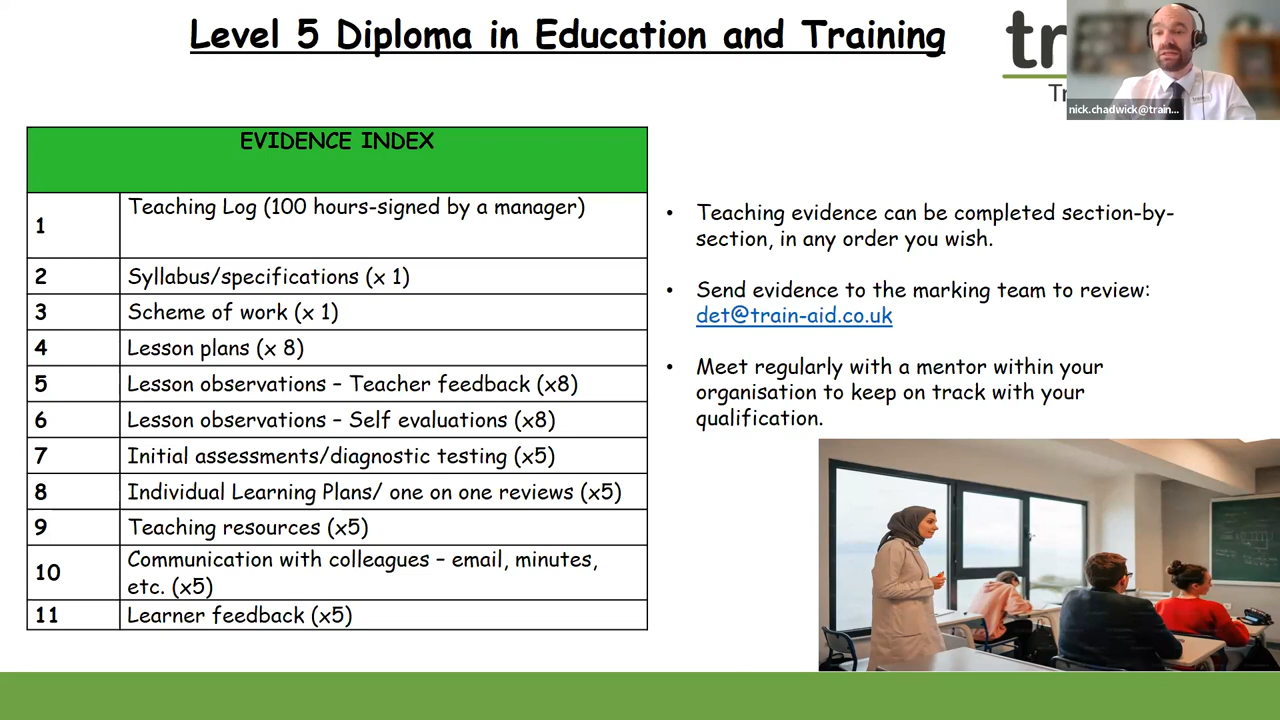 Level 5 Diploma in Education and Training
tr
Tr
nick.chadwick@train...
EVIDENCE INDEX
1 Teaching Log (100 hours-signed by a manager)
2 Syllabus/specifications (x 1)
3 Scheme of work (x 1)
4 Lesson plans (x 8)
5 Lesson observations – Teacher feedback (x8)
6 Lesson observations – Self evaluations (x8)
7 Initial assessments/diagnostic testing (x5)
8 Individual Learning Plans/ one on one reviews (x5)
9 Teaching resources (x5)
10 Communication with colleagues – email, minutes,
etc. (x5)
11 Learner feedback (x5)
• Teaching evidence can be completed section-by-
section, in any order you wish.
• Send evidence to the marking team to review:
det@train-aid.co.uk
• Meet regularly with a mentor within your
organisation to keep on track with your
qualification.